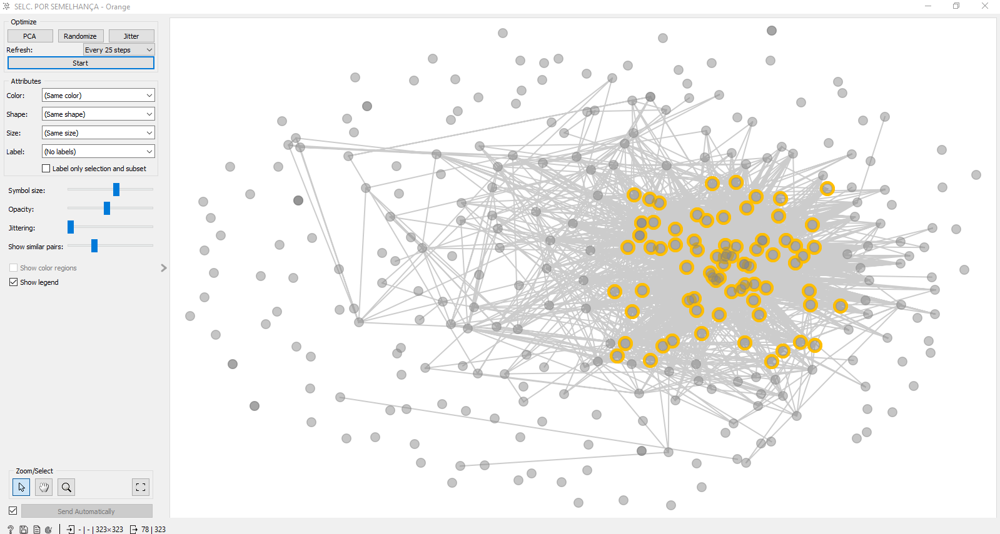 SELC. POR SEMELHANÇA - Orange
Optimize
PCA
Randomize
Jitter
Refresh:
Every 25 steps
Start
Attributes
Color:
(Same color)
Shape:
(Same shape)
Size:
(Same size)
Label:
(No labels)
Label only selection and subset
Symbol size:
Opacity:
Jittering:
Show similar pairs:
Show color regions
Show legend
Zoom/Select
Send Automatically
? - | - | 323×323 78 | 323